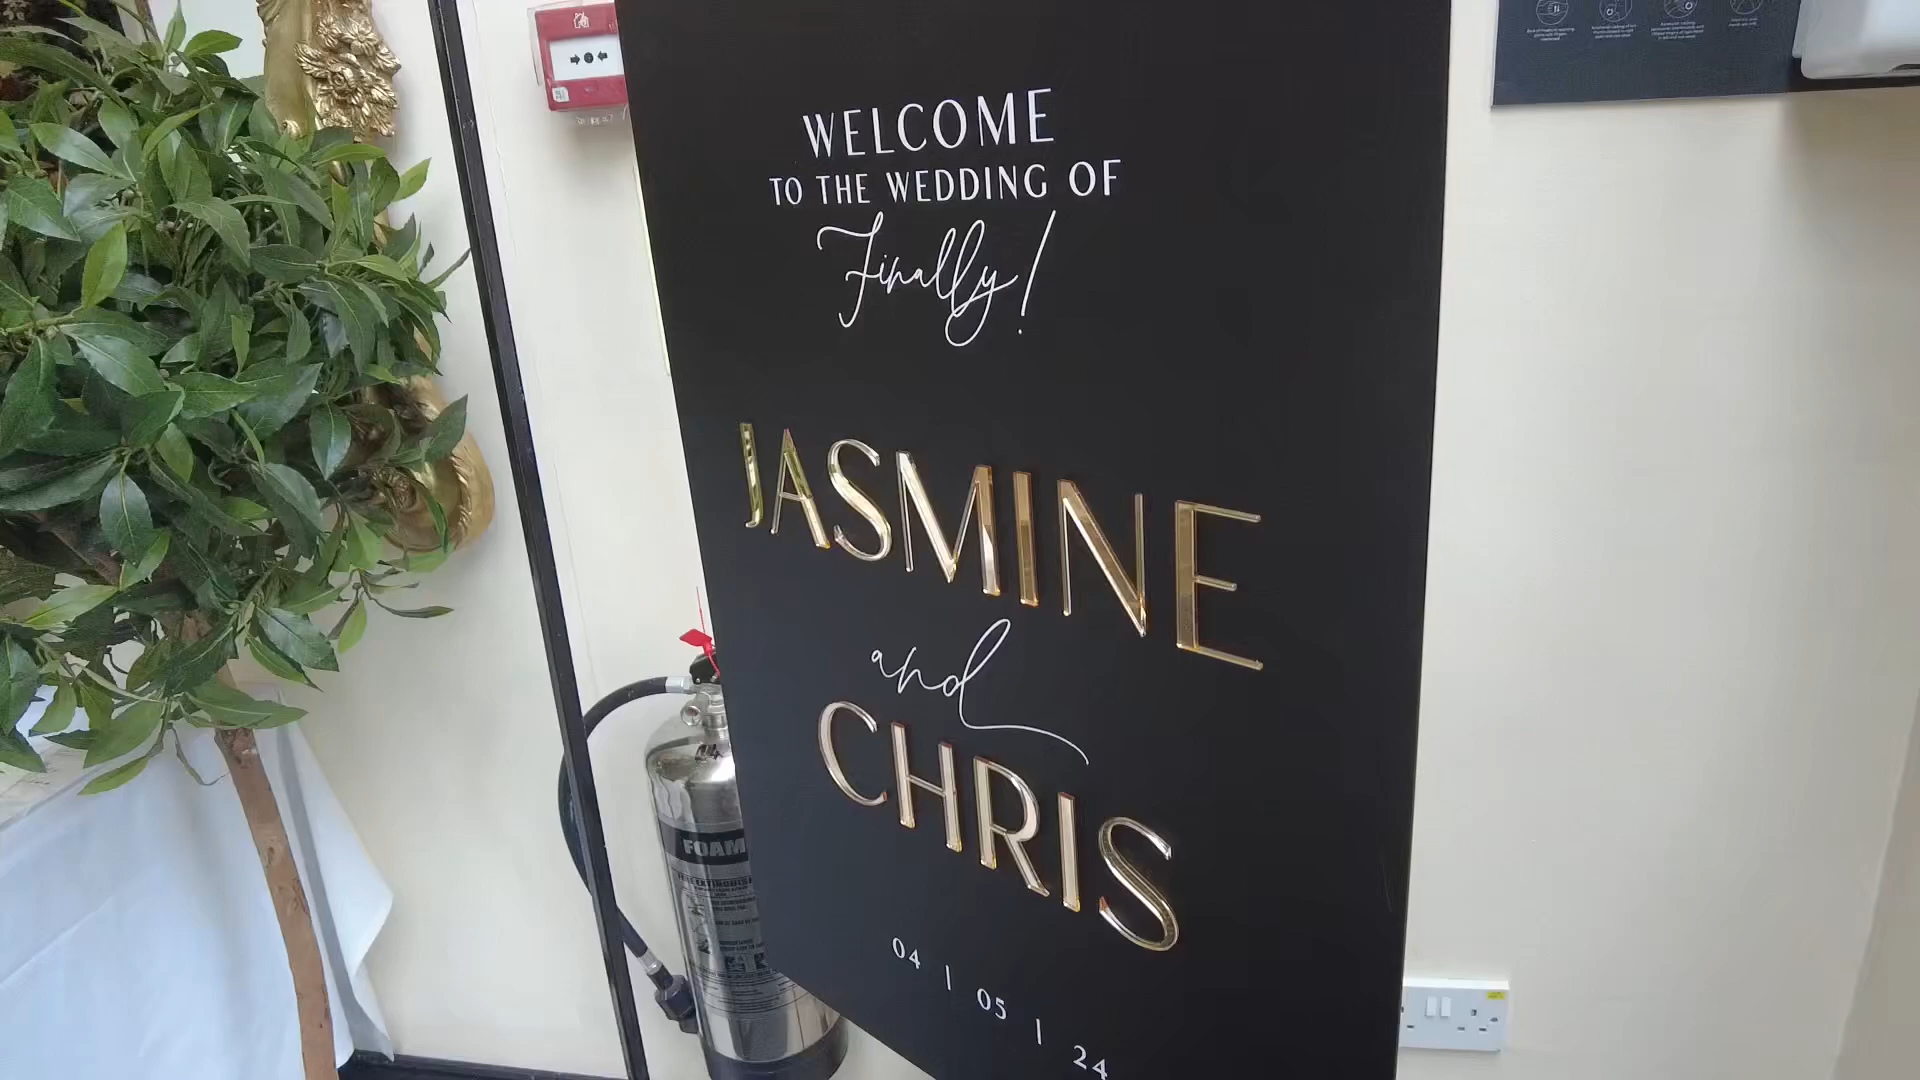 WELCOME
TO THE WEDDING OF
Finally!
JASMINE
and
CHRIS
04 | 05 | 24
FOAM